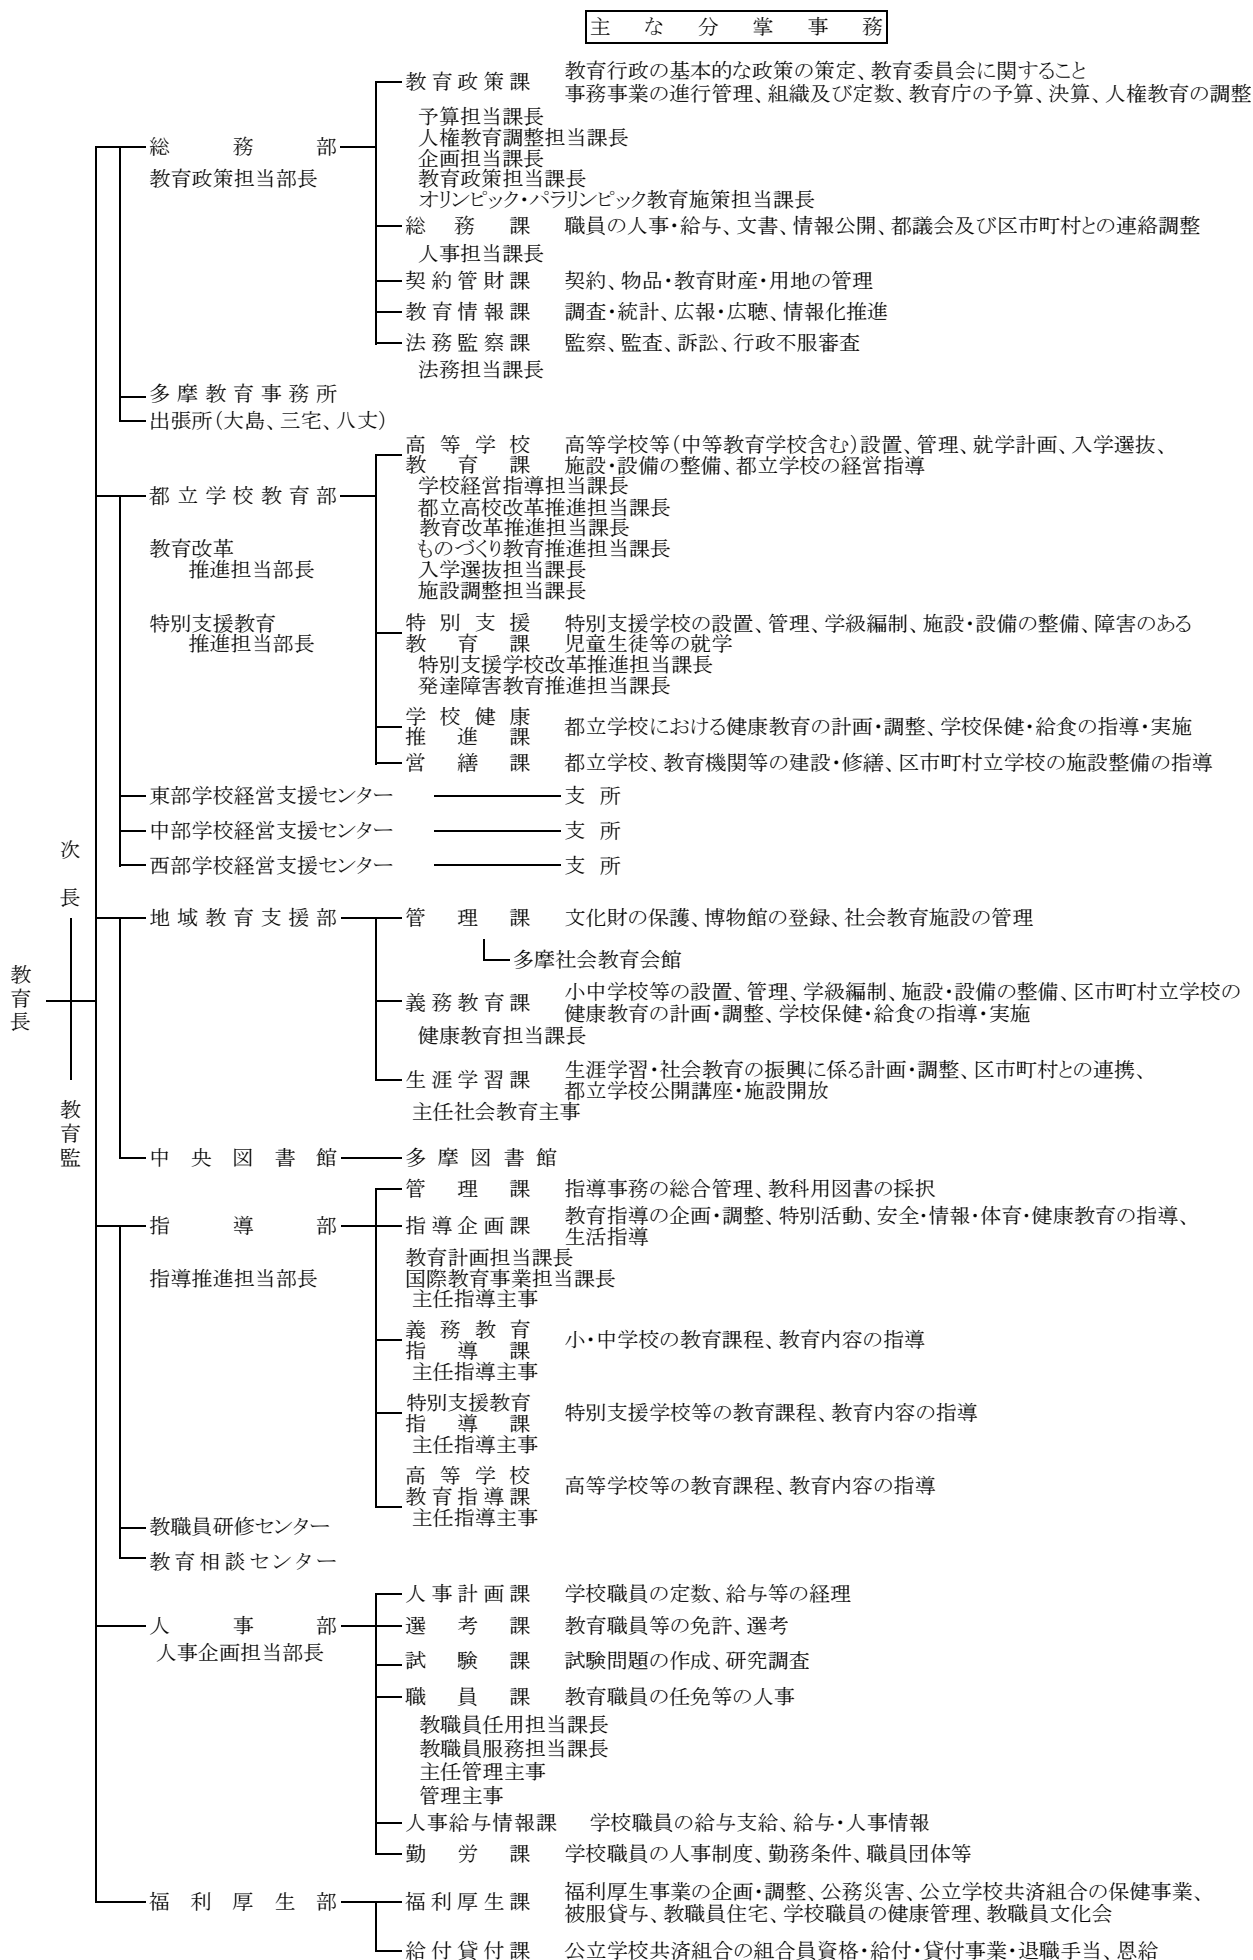 主な分掌事務
教育政策課　教育行政の基本的な政策の策定、教育委員会に関すること
事務事業の進行管理、組織及び定数、教育庁の予算、決算、人権教育の調整
予算担当課長
人権教育調整担当課長
総務部
企画担当課長
教育政策担当部長
教育政策担当課長
オリンピック・パラリンピック教育施策担当課長
総務課　職員の人事・給与、文書、情報公開、都議会及び区市町村との連絡調整
人事担当課長
契約管財課　契約、物品・教育財産・用地の管理
教育情報課　調査・統計、広報・広聴、情報化推進
法務監察課　監察、監査、訴訟、行政不服審査
法務担当課長
多摩教育事務所
出張所(大島、三宅、八丈)
高等学校　高等学校等(中等教育学校含む)設置、管理、就学計画、入学選抜、
教育課　施設・設備の整備、都立学校の経営指導
学校経営指導担当課長
都立学校教育部
都立高校改革推進担当課長
教育改革推進担当課長
教育改革
ものづくり教育推進担当課長
推進担当部長
入学選抜担当課長
施設調整担当課長
特別支援教育
推進担当部長
特別支援　特別支援学校の設置、管理、学級編制、施設・設備の整備、障害のある
教育課　児童生徒等の就学
特別支援学校改革推進担当課長
発達障害教育推進担当課長
学校健康
推進課　都立学校における健康教育の計画・調整、学校保健・給食の指導・実施
営繕課　都立学校、教育機関等の建設・修繕、区市町村立学校の施設整備の指導
東部学校経営支援センター　支所
中部学校経営支援センター　支所
西部学校経営支援センター　支所
次長
地域教育支援部　管理課　文化財の保護、博物館の登録、社会教育施設の管理
多摩社会教育会館
教育長
義務教育課　小中学校等の設置、管理、学級編制、施設・設備の整備、区市町村立学校の
健康教育の計画・調整、学校保健・給食の指導・実施
健康教育担当課長
生涯学習課　生涯学習・社会教育の振興に係る計画・調整、区市町村との連携、
都立学校公開講座・施設開放
主任社会教育主事
教育監
中央図書館　多摩図書館
管理課　指導事務の総合管理、教科用図書の採択
指導部　指導企画課　教育指導の企画・調整、特別活動、安全・情報・体育・健康教育の指導、
生活指導
教育計画担当課長
指導推進担当部長　国際教育事業担当課長
主任指導主事
義務教育
指導課　小・中学校の教育課程、教育内容の指導
主任指導主事
特別支援教育
指導課　特別支援学校等の教育課程、教育内容の指導
主任指導主事
高等学校
教育指導課　高等学校等の教育課程、教育内容の指導
主任指導主事
教職員研修センター
教育相談センター
人事計画課　学校職員の定数、給与等の経理
人事部　選考課　教育職員等の免許、選考
人事企画担当部長
試験課　試験問題の作成、研究調査
職員課　教育職員の任免等の人事
教職員任用担当課長
教職員服務担当課長
主任管理主事
管理主事
人事給与情報課　学校職員の給与支給、給与・人事情報
勤労課　学校職員の人事制度、勤務条件、職員団体等
福利厚生部　福利厚生課　福利厚生事業の企画・調整、公務災害、公立学校共済組合の保健事業、
被服貸与、教職員住宅、学校職員の健康管理、教職員文化会
給付貸付課　公立学校共済組合の組合員資格・給付・貸付事業・退職手当、恩給